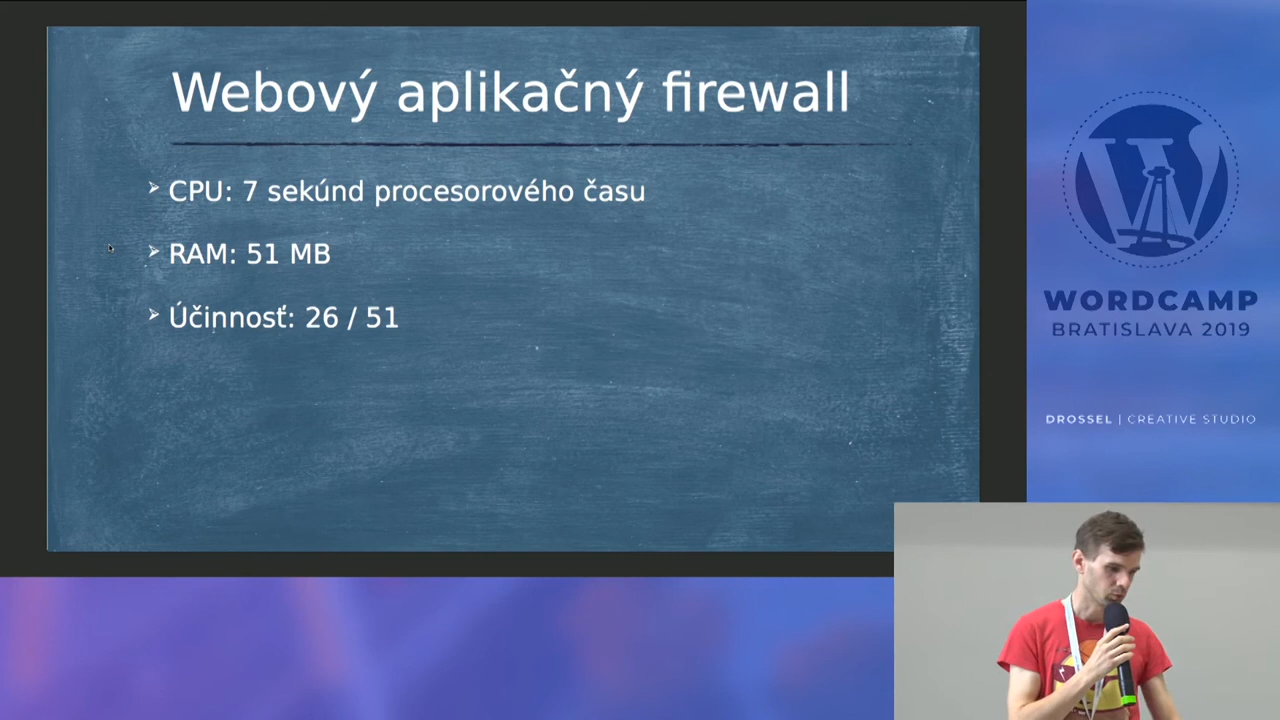 Webový aplikačný firewall
CPU: 7 sekúnd procesorového času
RAM: 51 MB
Účinnosť: 26 / 51
WORDCAMP
BRATISLAVA 2019
DROSSEL | CREATIVE STUDIO